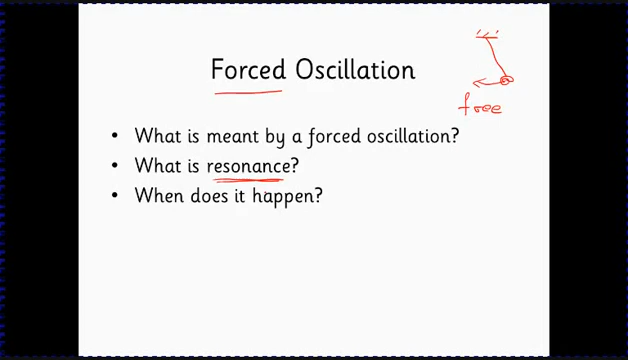 Forced Oscillation
free
• What is meant by a forced oscillation?
• What is resonance?
• When does it happen?